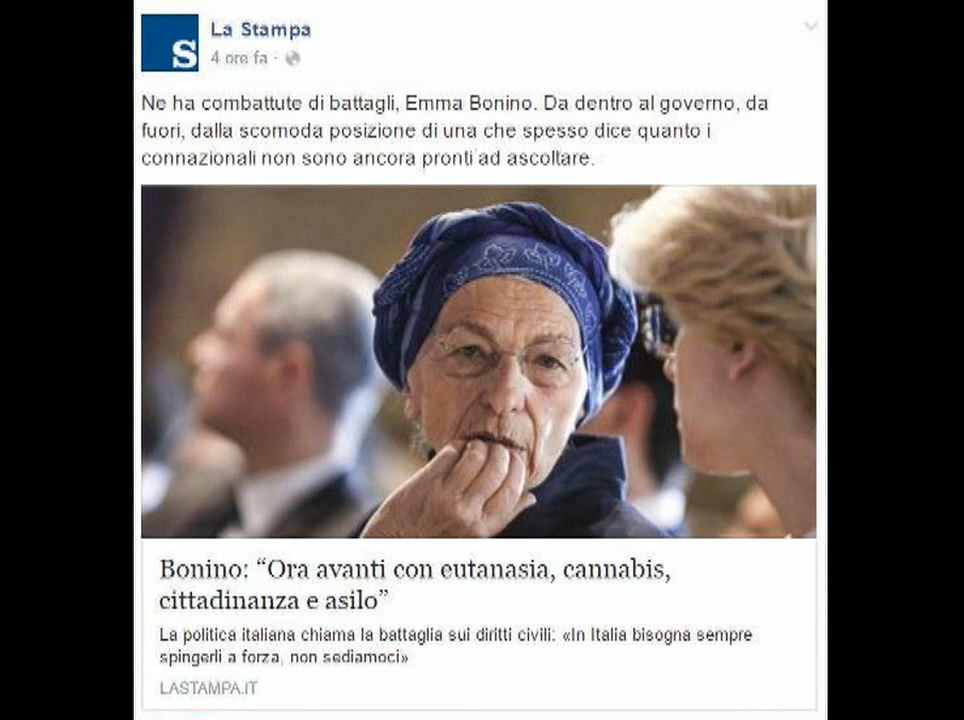 S
La Stampa
4 ore fa ·
Ne ha combattute di battagli, Emma Bonino. Da dentro al governo, da
fuori, dalla scomoda posizione di una che spesso dice quanto i
connazionali non sono ancora pronti ad ascoltare.
Bonino: “Ora avanti con eutanasia, cannabis,
cittadinanza e asilo”
La politica italiana chiama la battaglia sui diritti civili: «In Italia bisogna sempre
spingerli a forza, non sediamoci»
LASTAMPA.IT